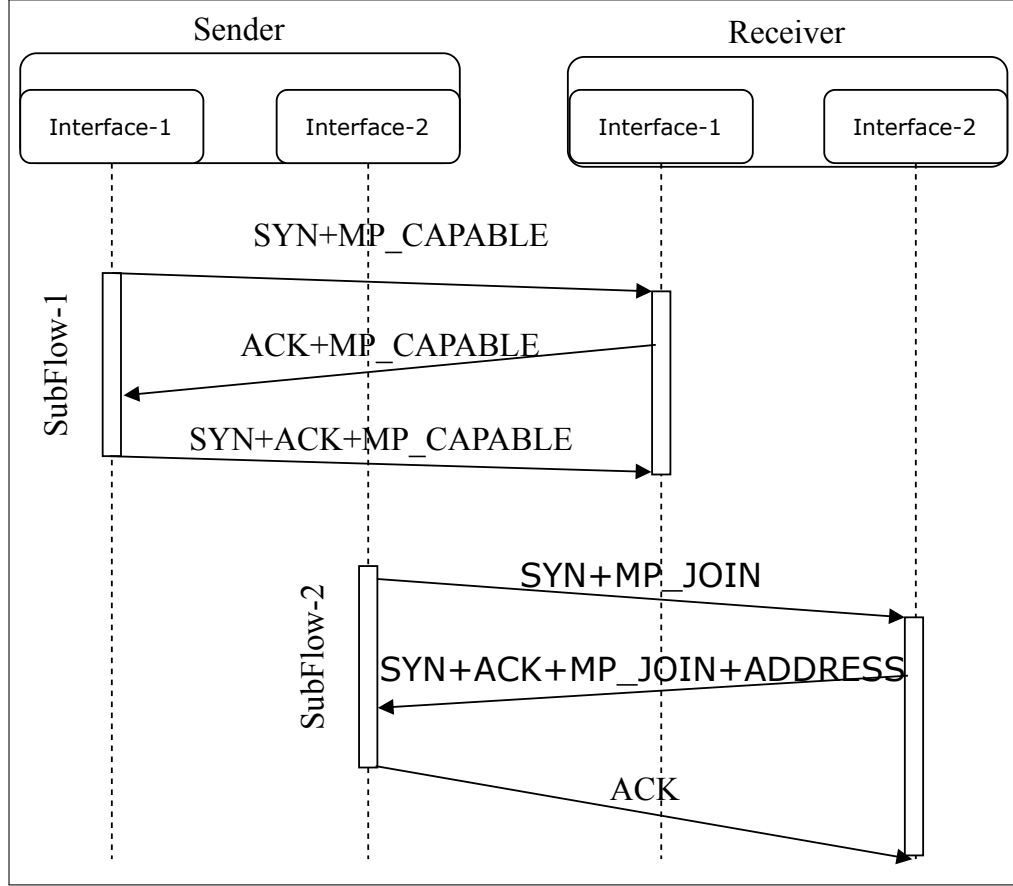 Sender
Receiver
Interface-1
Interface-2
Interface-1
Interface-2
SYN+MP_CAPABLE
SubFlow-1
ACK+MP_CAPABLE
SYN+ACK+MP_CAPABLE
SYN+MP_JOIN
SubFlow-2
SYN+ACK+MP_JOIN+ADDRESS
ACK